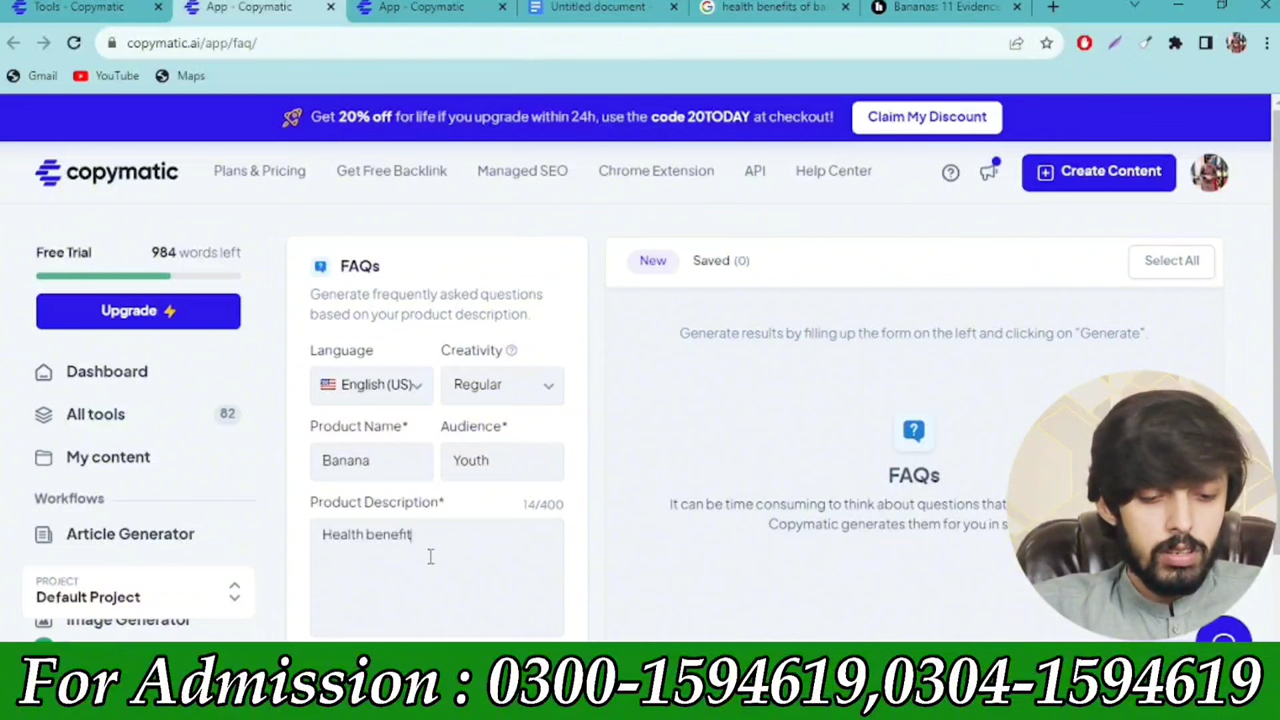 Tools - Copymatic
App - Copymatic
App - Copymatic
Untitled document -
health benefits of ba
Bananas: 11 Evidenc
copymatic.ai/app/faq/
Gmail
YouTube
Maps
Get 20% off for life if you upgrade within 24h, use the code 20TODAY at checkout!
Claim My Discount
copymatic
Plans & Pricing
Get Free Backlink
Managed SEO
Chrome Extension
API
Help Center
Create Content
Free Trial
984 words left
Upgrade
Dashboard
All tools
82
My content
Workflows
Article Generator
PROJECT
Default Project
Image Generator
FAQs
Generate frequently asked questions
based on your product description.
Language
Creativity
English (US)
Regular
Product Name*
Audience*
Banana
Youth
Product Description*
14/400
Health benefit
New
Saved (0)
Select All
Generate results by filling up the form on the left and clicking on "Generate".
FAQs
It can be time consuming to think about questions that
Copymatic generates them for you in s
For Admission : 0300-1594619,0304-1594619